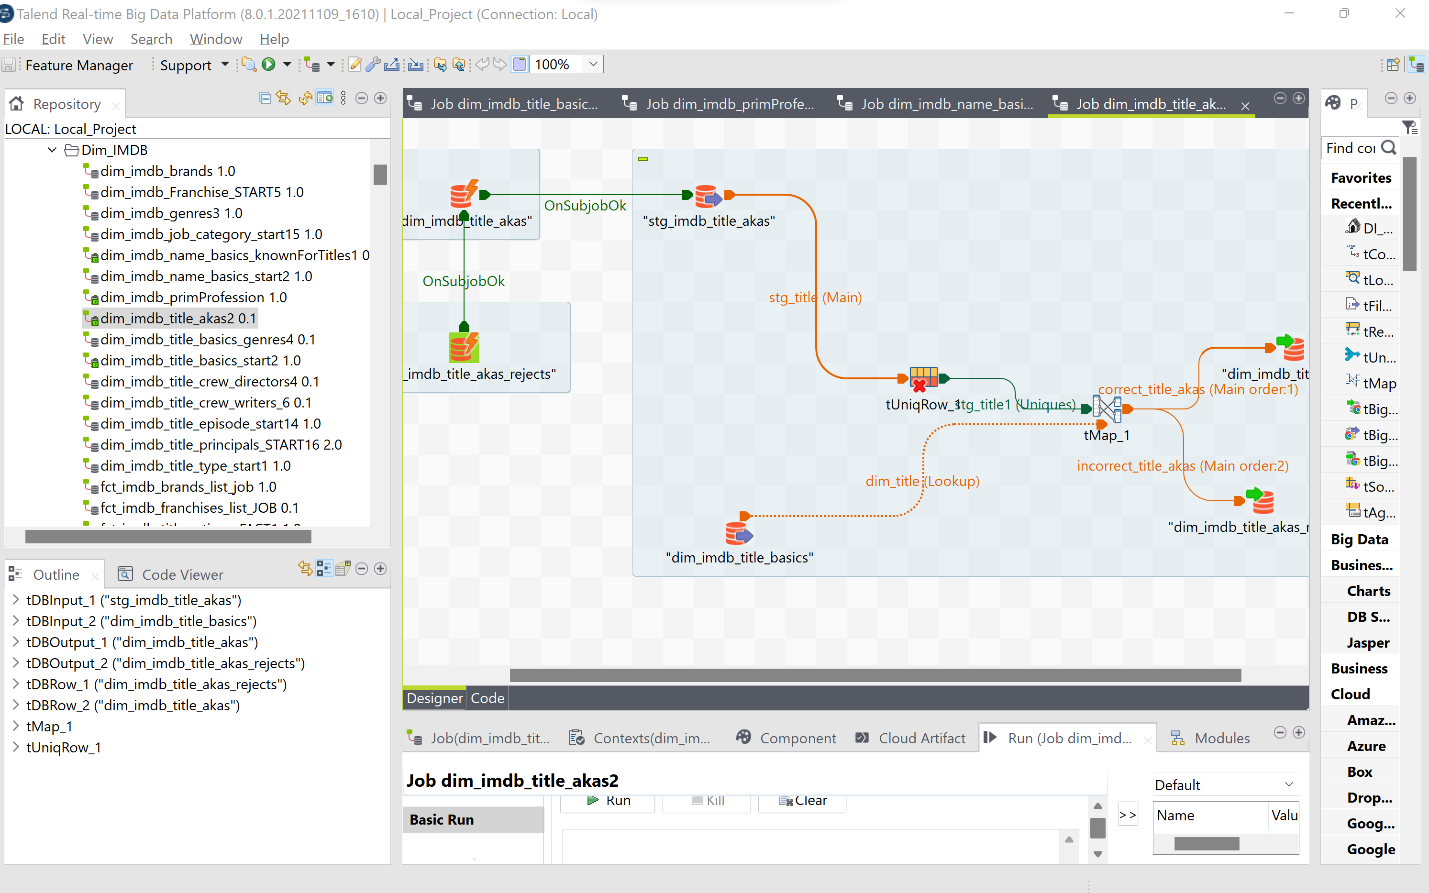 Talend Real-time Big Data Platform (8.0.1.20211109_1610) | Local_Project (Connection: Local)
File Edit View Search Window Help
Feature Manager Support 100%
Repository
LOCAL: Local_Project
Dim_IMDB
dim_imdb_brands 1.0
dim_imdb_Franchise_START5 1.0
dim_imdb_genres3 1.0
dim_imdb_job_category_start15 1.0
dim_imdb_name_basics_knownForTitles1 0
dim_imdb_name_basics_start2 1.0
dim_imdb_primProfession 1.0
dim_imdb_title_akas2 0.1
dim_imdb_title_basics_genres4 0.1
dim_imdb_title_basics_start2 1.0
dim_imdb_title_crew_directors4 0.1
dim_imdb_title_crew_writers_6 0.1
dim_imdb_title_episode_start14 1.0
dim_imdb_title_principals_START16 2.0
dim_imdb_title_type_start1 1.0
fct_imdb_brands_list_job 1.0
fct_imdb_franchises_list_JOB 0.1
Outline Code Viewer
tDBInput_1 ("stg_imdb_title_akas")
tDBInput_2 ("dim_imdb_title_basics")
tDBOutput_1 ("dim_imdb_title_akas")
tDBOutput_2 ("dim_imdb_title_akas_rejects")
tDBRow_1 ("dim_imdb_title_akas_rejects")
tDBRow_2 ("dim_imdb_title_akas")
tMap_1
tUniqRow_1
Job dim_imdb_title_basic... Job dim_imdb_primProfe... Job dim_imdb_name_basi... Job dim_imdb_title_ak...
OnSubjobOk
dim_imdb_title_akas"
"stg_imdb_title_akas"
OnSubjobOk
stg_title (Main)
_imdb_title_akas_rejects"
"dim_imdb_tit
correct_title_akas (Main order:1)
tUniqRow_1
stg_title1 (Uniques)
tMap_1
incorrect_title_akas (Main order:2)
dim_title (Lookup)
"dim_imdb_title_akas_r
"dim_imdb_title_basics"
Designer Code
Job(dim_imdb_tit... Contexts(dim_im... Component Cloud Artifact Run (Job dim_imd... Modules
Job dim_imdb_title_akas2
Basic Run
Run Kill Clear
>>
Default
Name Valu
P
Find cor
Favorites
Recentl...
DI_...
tCo...
tLo...
tFil...
tRe...
tUn...
tMap
tBig...
tBig...
tBig...
tSo...
tAg...
Big Data
Busines...
Charts
DB S...
Jasper
Business
Cloud
Amaz...
Azure
Box
Drop...
Goog...
Google